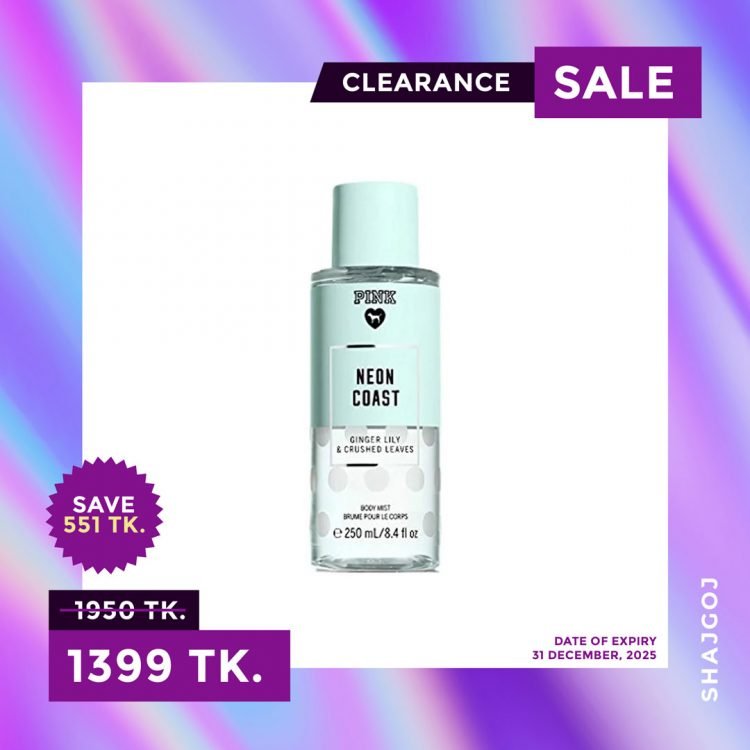 CLEARANCE
SALE
PINK
NEON
COAST
GINGER LILY
& CRUSHED LEAVES
BODY MIST
BRUME POUR LE CORPS
e 250 mL/8.4 fl oz
SAVE
551 TK.
1950 TK.
1399 TK.
DATE OF EXPIRY
31 DECEMBER, 2025
SHAJGOJ